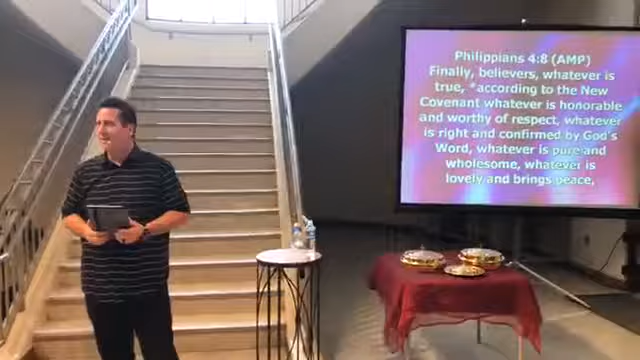 Philippians 4:8 (AMP)
Finally, believers, whatever is
true, *according to the New
Covenant whatever is honorable
and worthy of respect, whatever
is right and confirmed by God's
Word, whatever is pure and
wholesome, whatever is
lovely and brings peace,